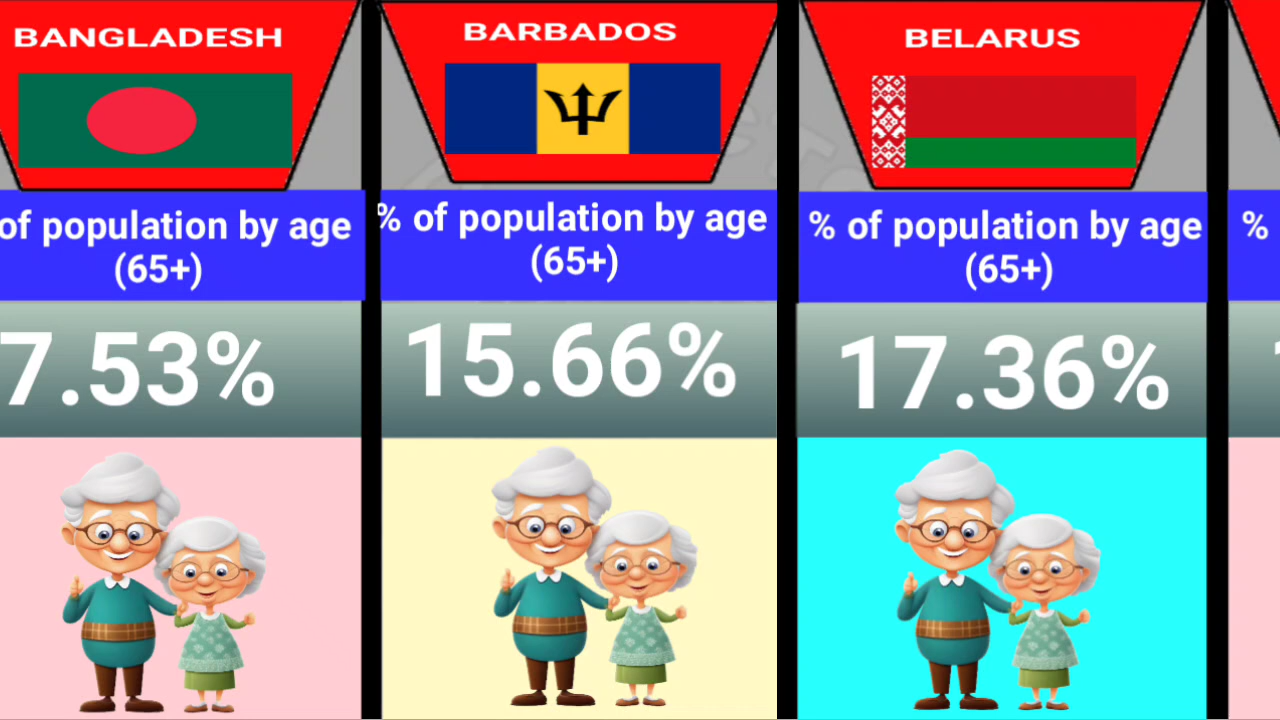 BANGLADESH
of population by age
(65+)
7.53%
BARBADOS
% of population by age
(65+)
15.66%
BELARUS
% of population by age
(65+)
17.36%
%